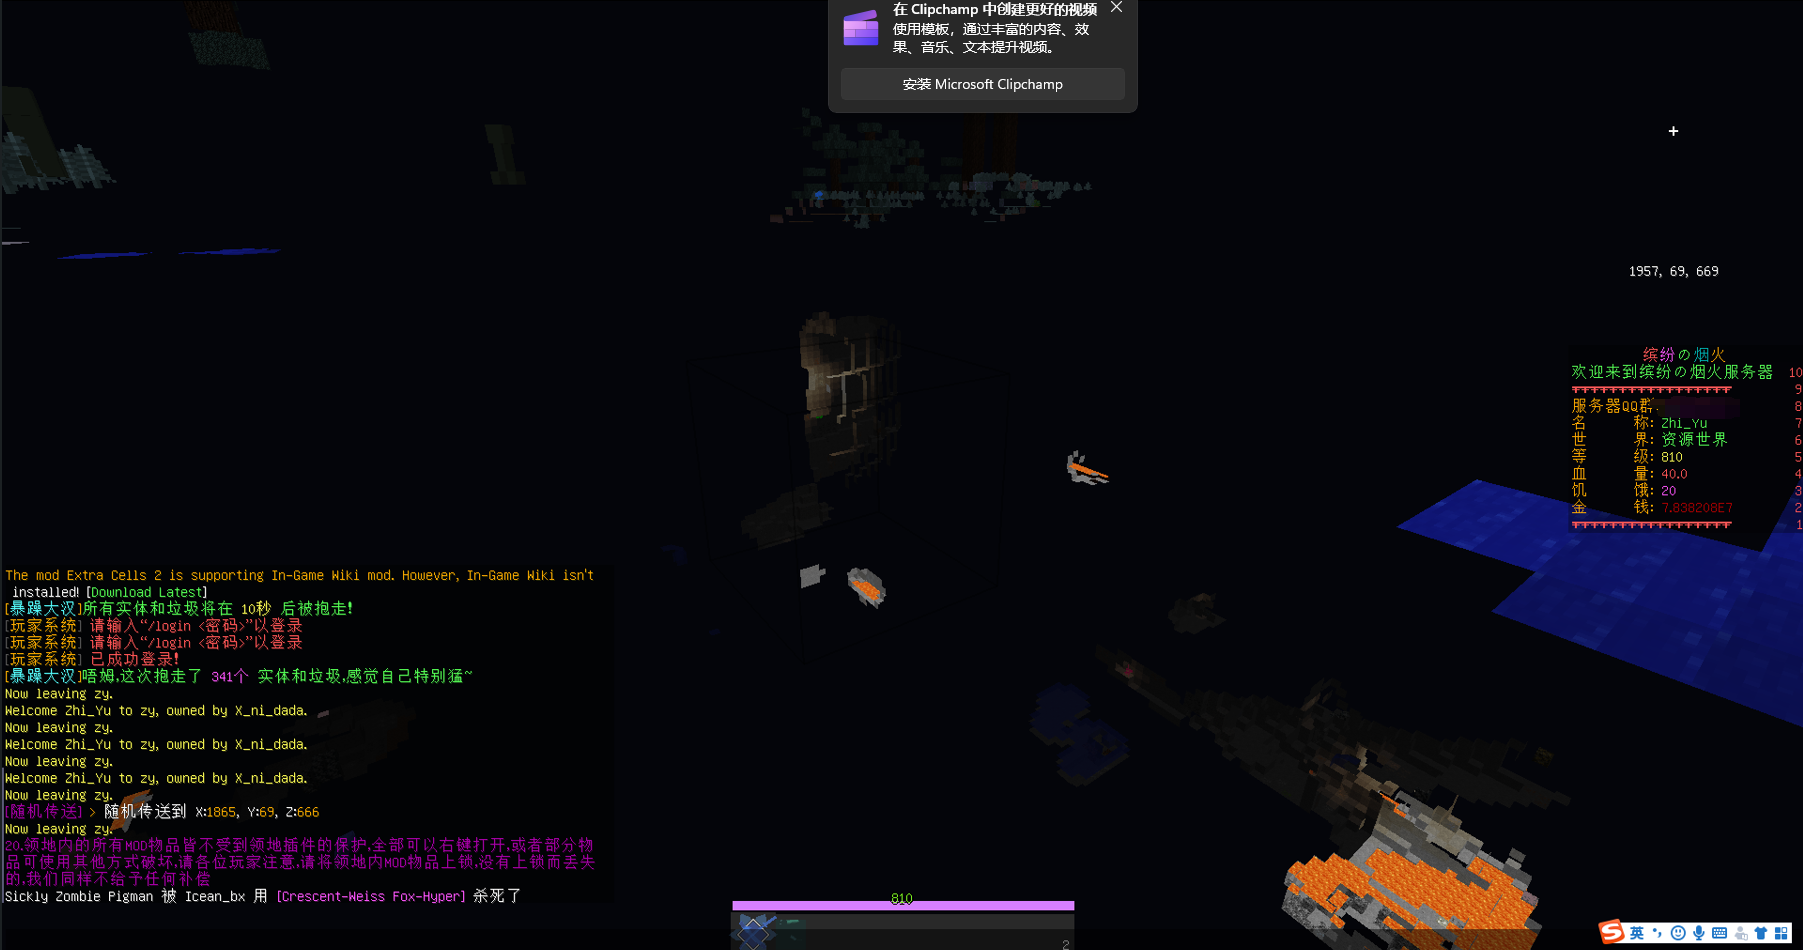 在 Clipchamp 中创建更好的视频
使用模板，通过丰富的内容、效
果、音乐、文本提升视频。
安装 Microsoft Clipchamp
1957, 69, 669
缤纷の烟火
欢迎来到缤纷の烟火服务器 10
9
服务器QQ群: 8
名 称: Zhi_Yu 7
世 界: 资源世界 6
等 级: 810 5
血 量: 40.0 4
饥 饿: 20 3
金 钱: 7.838208E7 2
1
The mod Extra Cells 2 is supporting In-Game Wiki mod. However, In-Game Wiki isn't
installed! [Download Latest]
[暴躁大汉]所有实体和垃圾将在 10秒 后被抱走!
[玩家系统] 请输入“/login <密码>”以登录
[玩家系统] 请输入“/login <密码>”以登录
[玩家系统] 已成功登录!
[暴躁大汉]唔姆,这次抱走了 341个 实体和垃圾,感觉自己特别猛~
Now leaving zy.
Welcome Zhi_Yu to zy, owned by X_ni_dada.
Now leaving zy.
Welcome Zhi_Yu to zy, owned by X_ni_dada.
Now leaving zy.
Welcome Zhi_Yu to zy, owned by X_ni_dada.
Now leaving zy.
[随机传送] > 随机传送到 X:1865, Y:69, Z:666
Now leaving zy.
20.领地内的所有MOD物品皆不受到领地插件的保护,全部可以右键打开,或者部分物
品可使用其他方式破坏,请各位玩家注意,请将领地内MOD物品上锁,没有上锁而丢失
的,我们同样不给予任何补偿
Sickly Zombie Pigman 被 Icean_bx 用 [Crescent-Weiss Fox-Hyper] 杀死了
810
2
英